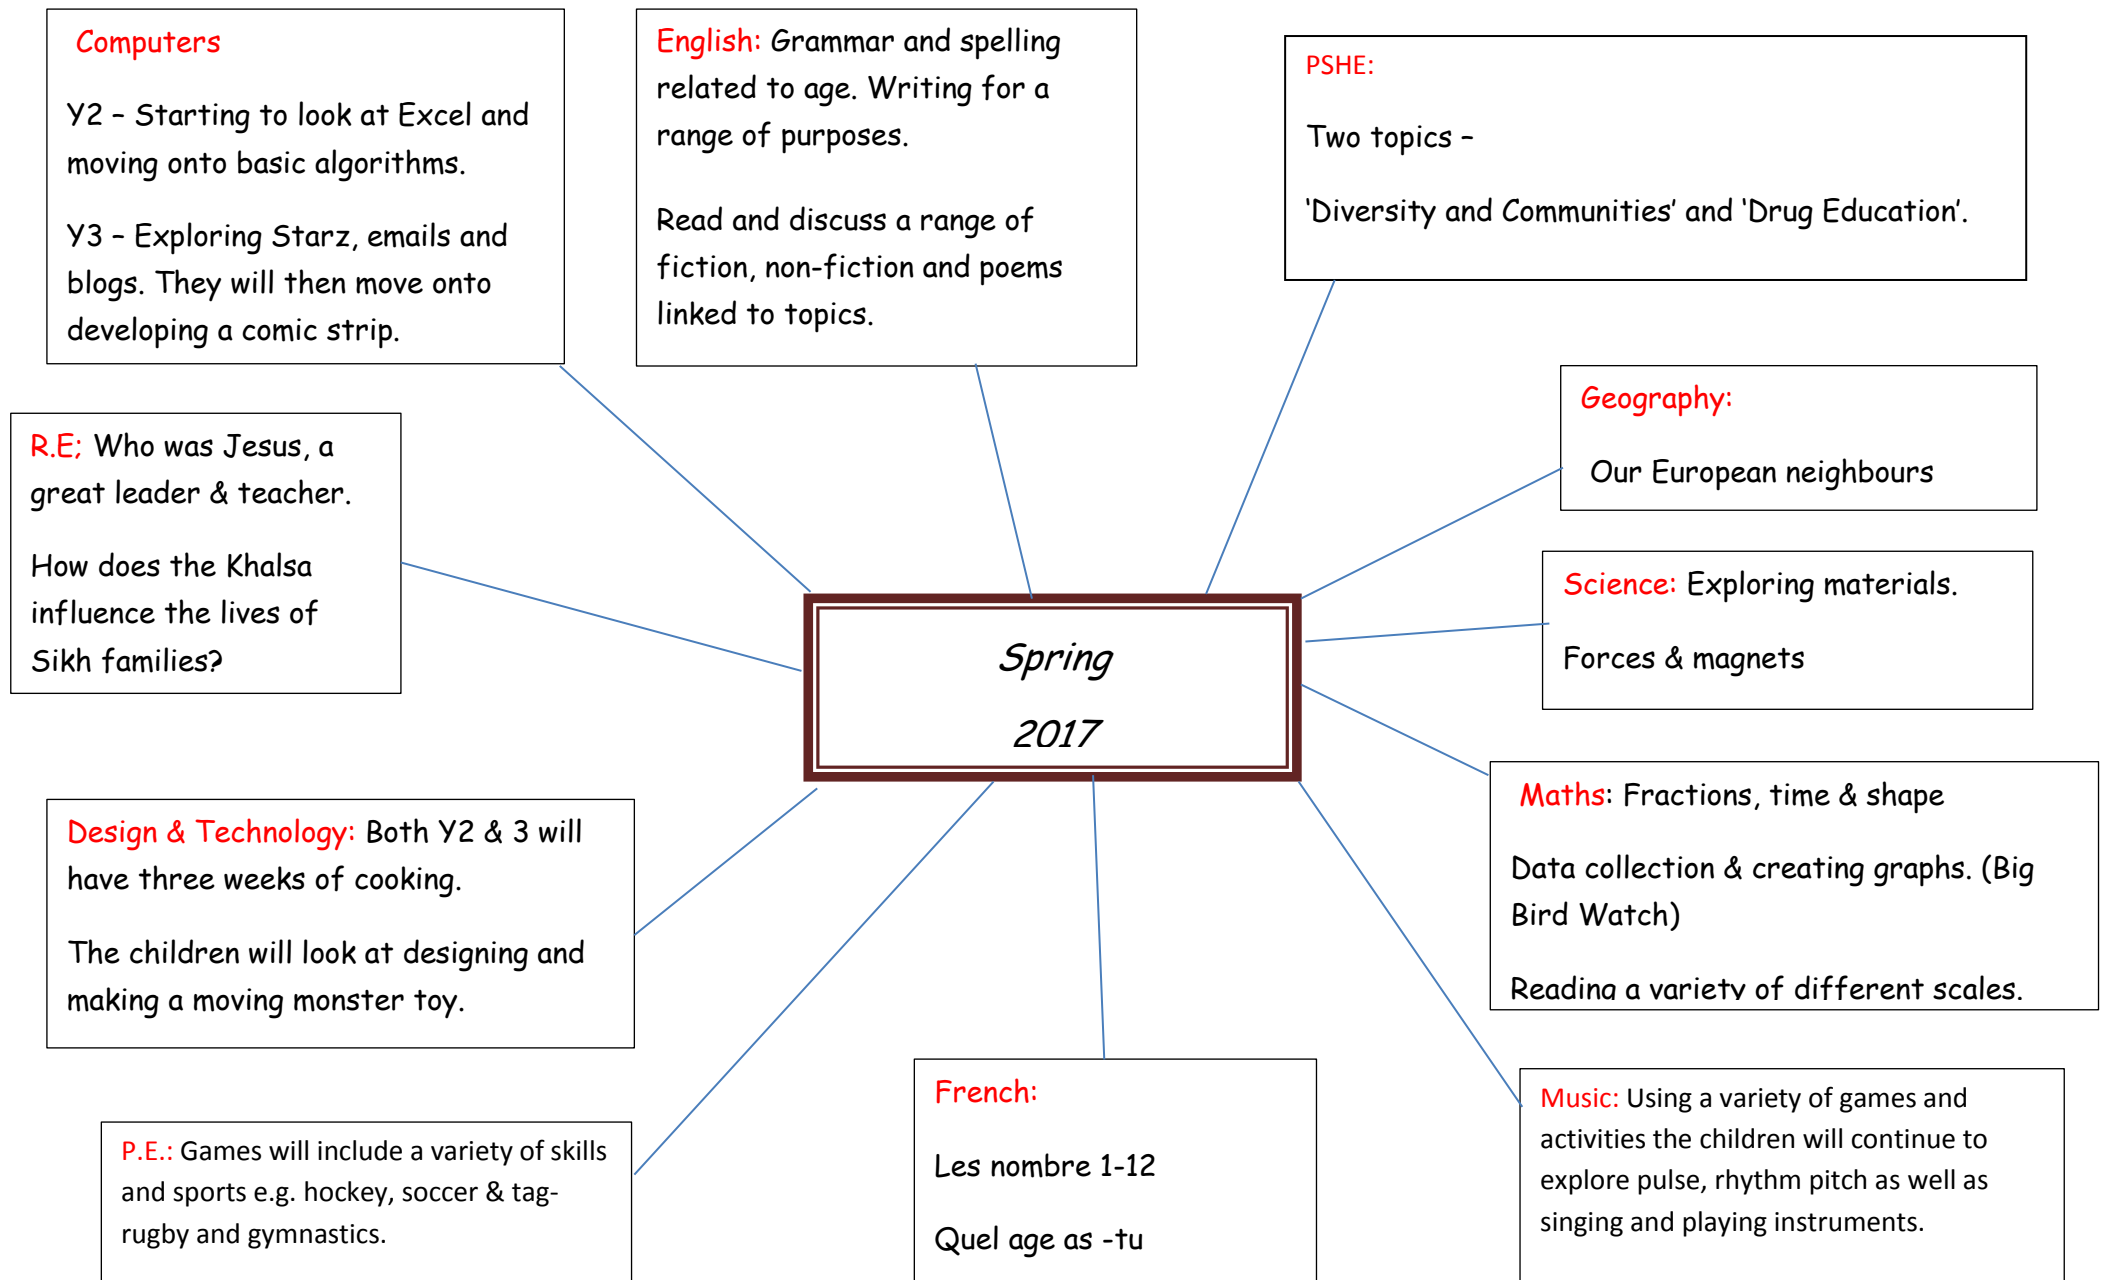 Computers
Y2 – Starting to look at Excel and
moving onto basic algorithms.
Y3 – Exploring Starz, emails and
blogs. They will then move onto
developing a comic strip.
English: Grammar and spelling
related to age. Writing for a
range of purposes.
Read and discuss a range of
fiction, non-fiction and poems
linked to topics.
PSHE:
Two topics –
‘Diversity and Communities’ and ‘Drug Education’.
R.E; Who was Jesus, a
great leader & teacher.
How does the Khalsa
influence the lives of
Sikh families?
Geography:
Our European neighbours
Science: Exploring materials.
Forces & magnets
Spring
2017
Maths: Fractions, time & shape
Data collection & creating graphs. (Big
Bird Watch)
Reading a variety of different scales.
Design & Technology: Both Y2 & 3 will
have three weeks of cooking.
The children will look at designing and
making a moving monster toy.
P.E.: Games will include a variety of skills
and sports e.g. hockey, soccer & tag-
rugby and gymnastics.
French:
Les nombre 1-12
Quel age as -tu
Music: Using a variety of games and
activities the children will continue to
explore pulse, rhythm pitch as well as
singing and playing instruments.